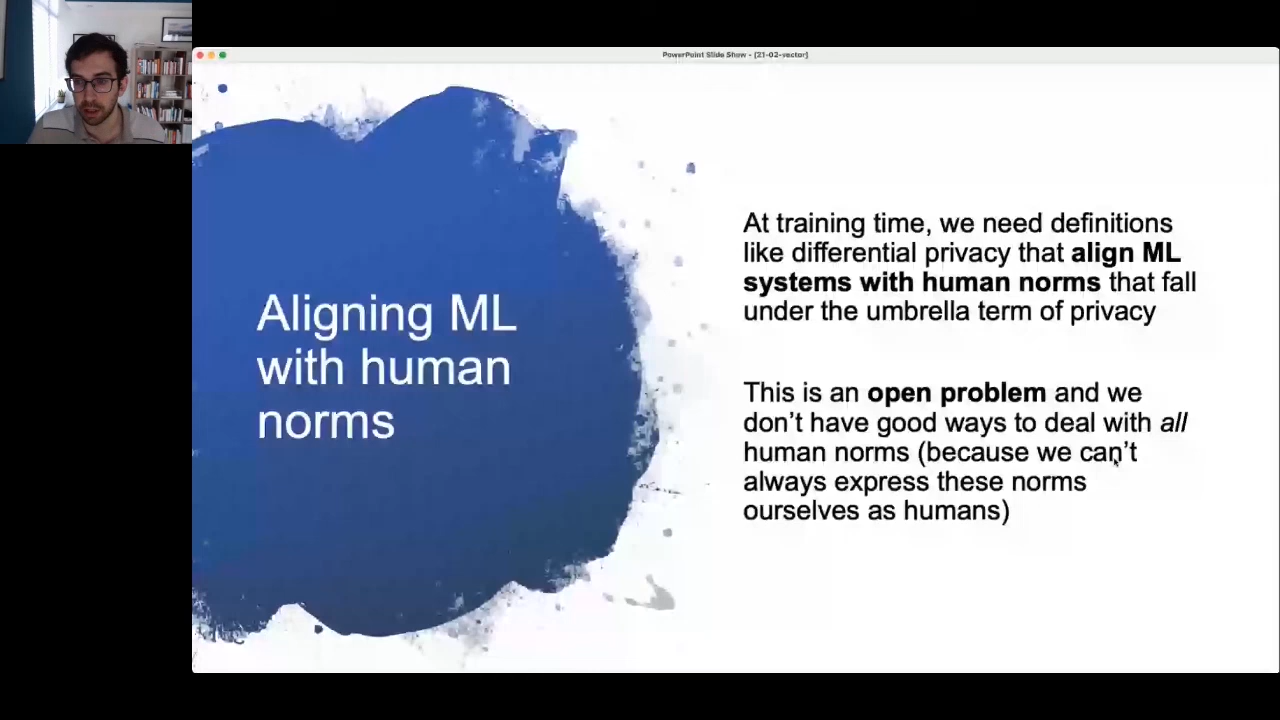 PowerPoint Slide Show - [21-02-vector]
Aligning ML
with human
norms
At training time, we need definitions
like differential privacy that align ML
systems with human norms that fall
under the umbrella term of privacy
This is an open problem and we
don't have good ways to deal with all
human norms (because we can't
always express these norms
ourselves as humans)